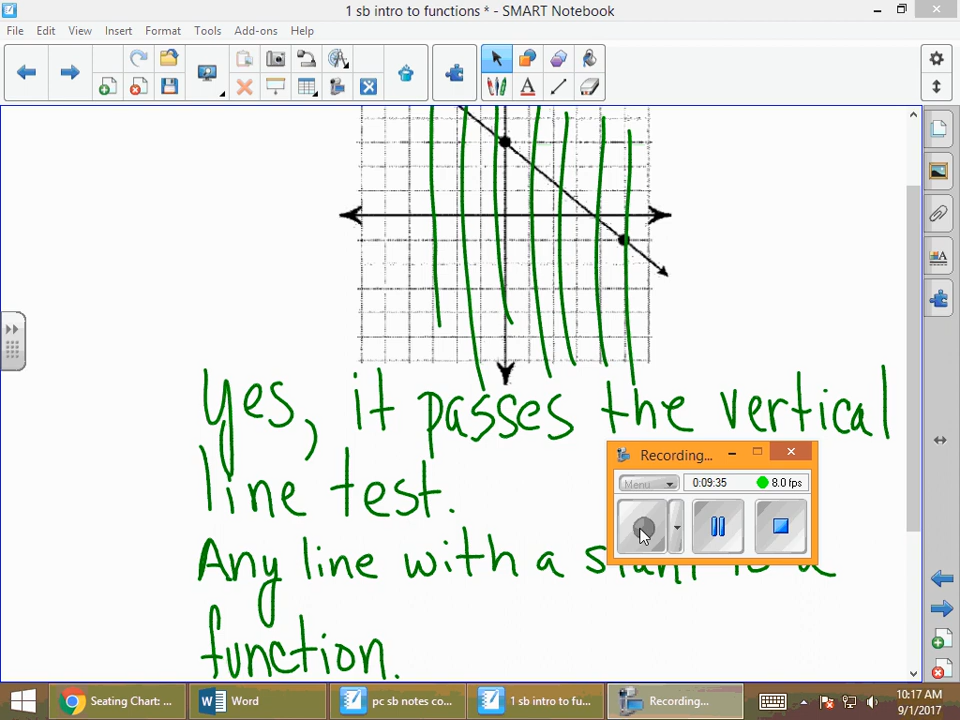 1 sb intro to functions * - SMART Notebook
File Edit View Insert Format Tools Add-ons Help
Yes, it passes the vertical
line test.
Recording...
Menu 0:09:35 8.0 fps
Any line with a slant is a
function.
Seating Chart: ... Word pc sb notes co... 1 sb intro to fu... Recording...
10:17 AM
9/1/2017